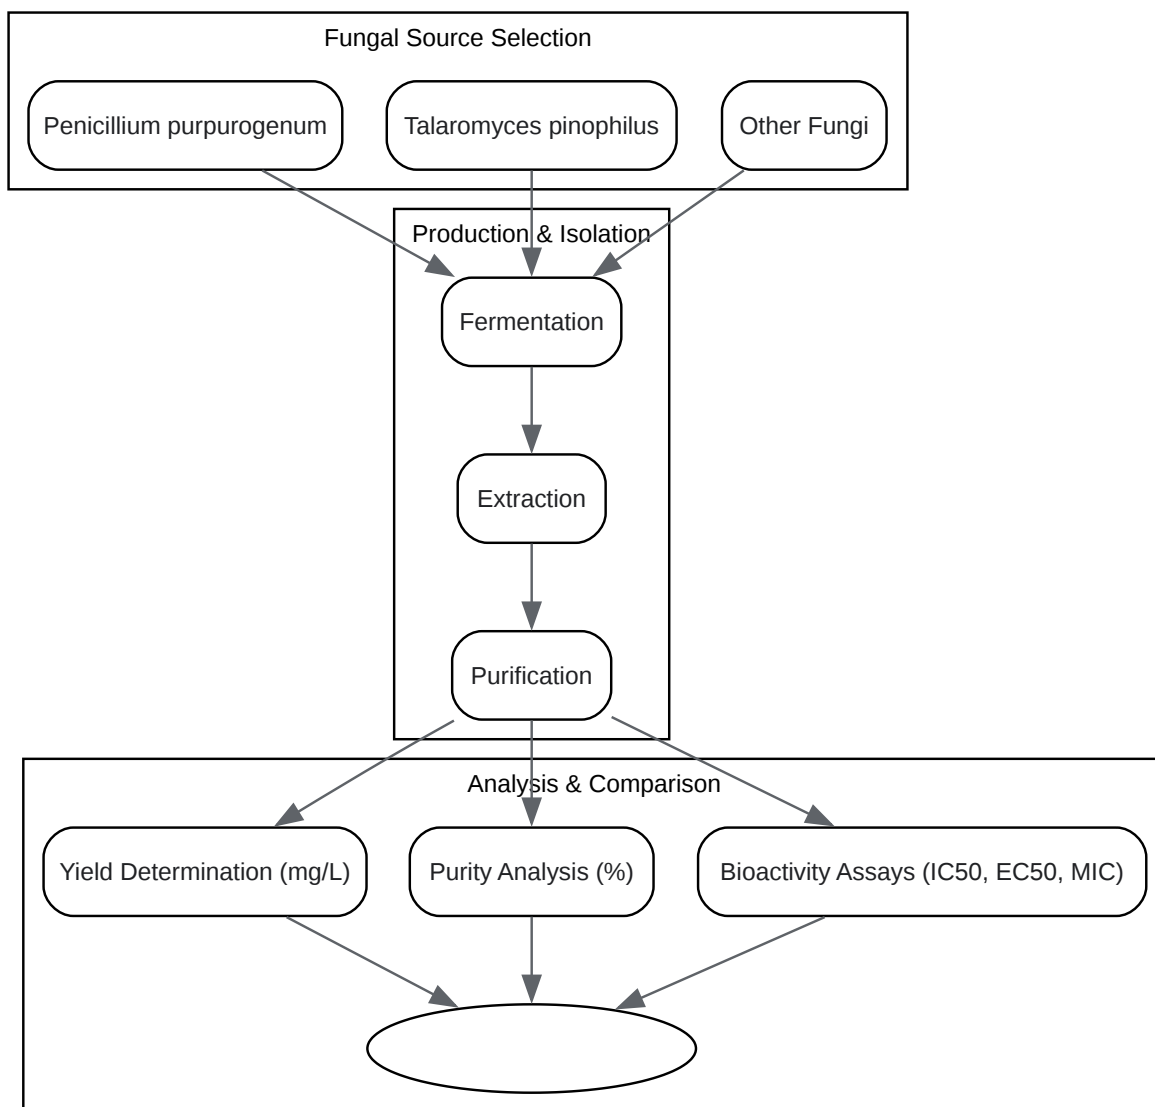 Fungal Source Selection
Penicillium purpurogenum
Talaromyces pinophilus
Other Fungi
Production & Isolation
Fermentation
Extraction
Purification
Analysis & Comparison
Yield Determination (mg/L)
Purity Analysis (%)
Bioactivity Assays (IC50, EC50, MIC)